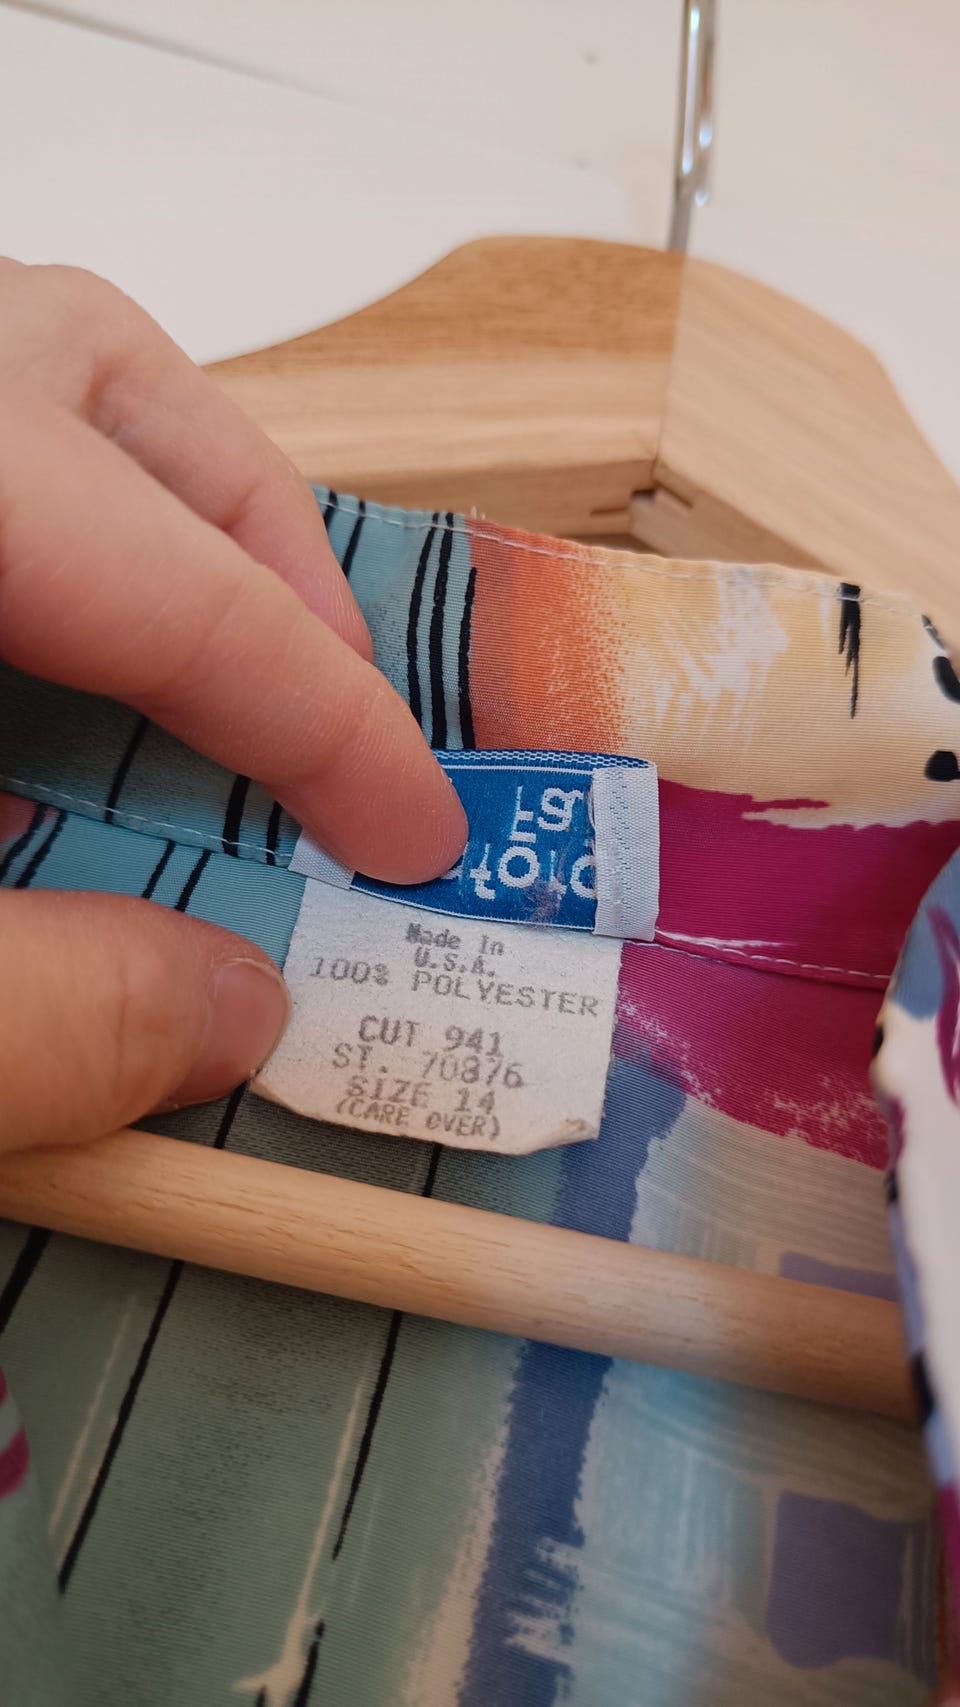 Made In
U.S.A.
100% POLYESTER
CUT 941
ST. 70876
SIZE 14
(CARE OVER)